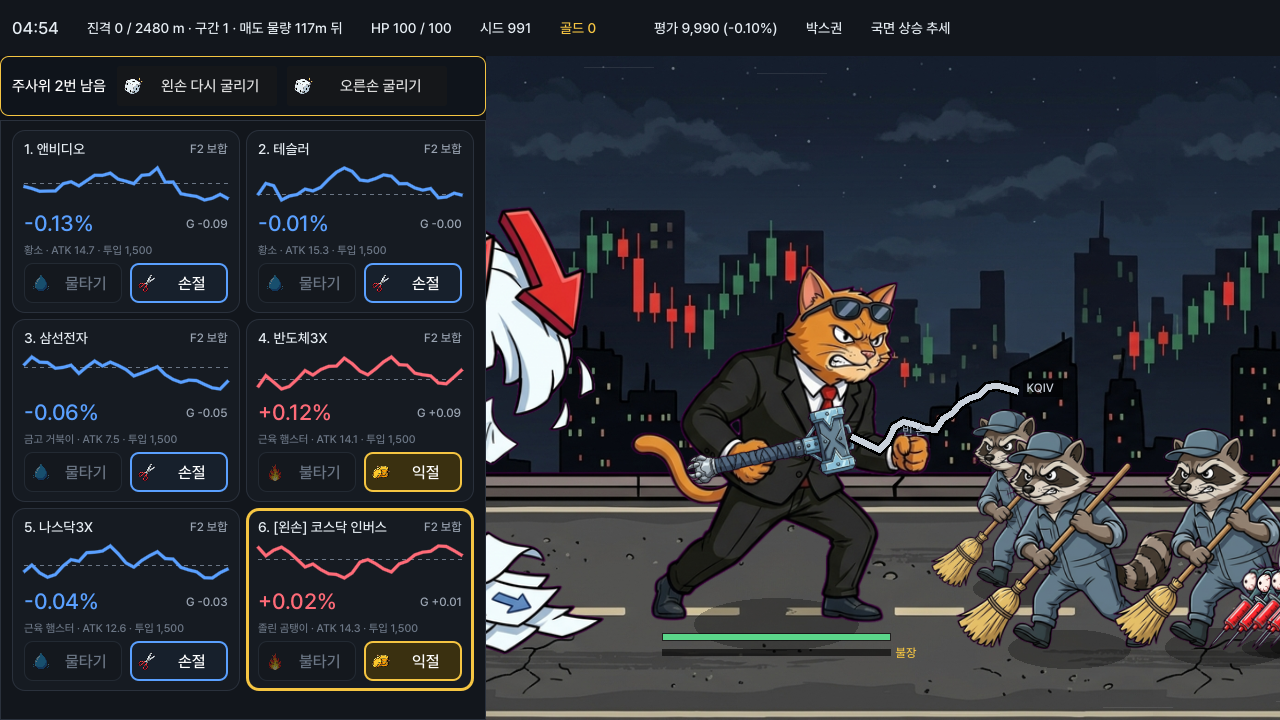 04:54 진격 0 / 2480 m · 구간 1 · 매도 물량 117m 뒤 HP 100 / 100 시드 991 골드 0 평가 9,990 (-0.10%) 박스권 국면 상승 추세
주사위 2번 남음 왼손 다시 굴리기 오른손 굴리기
1. 앤비디오 F2 보합
-0.13% G -0.09
황소 · ATK 14.7 · 투입 1,500
물타기 손절
2. 테슬러 F2 보합
-0.01% G -0.00
황소 · ATK 15.3 · 투입 1,500
물타기 손절
3. 삼선전자 F2 보합
-0.06% G -0.05
금고 거북이 · ATK 7.5 · 투입 1,500
물타기 손절
4. 반도체3X F2 보합
+0.12% G +0.09
근육 햄스터 · ATK 14.1 · 투입 1,500
불타기 익절
5. 나스닥3X F2 보합
-0.04% G -0.03
근육 햄스터 · ATK 12.6 · 투입 1,500
물타기 손절
6. [왼손] 코스닥 인버스 F2 보합
+0.02% G +0.01
졸린 곰탱이 · ATK 14.3 · 투입 1,500
불타기 익절
KQIV
불장